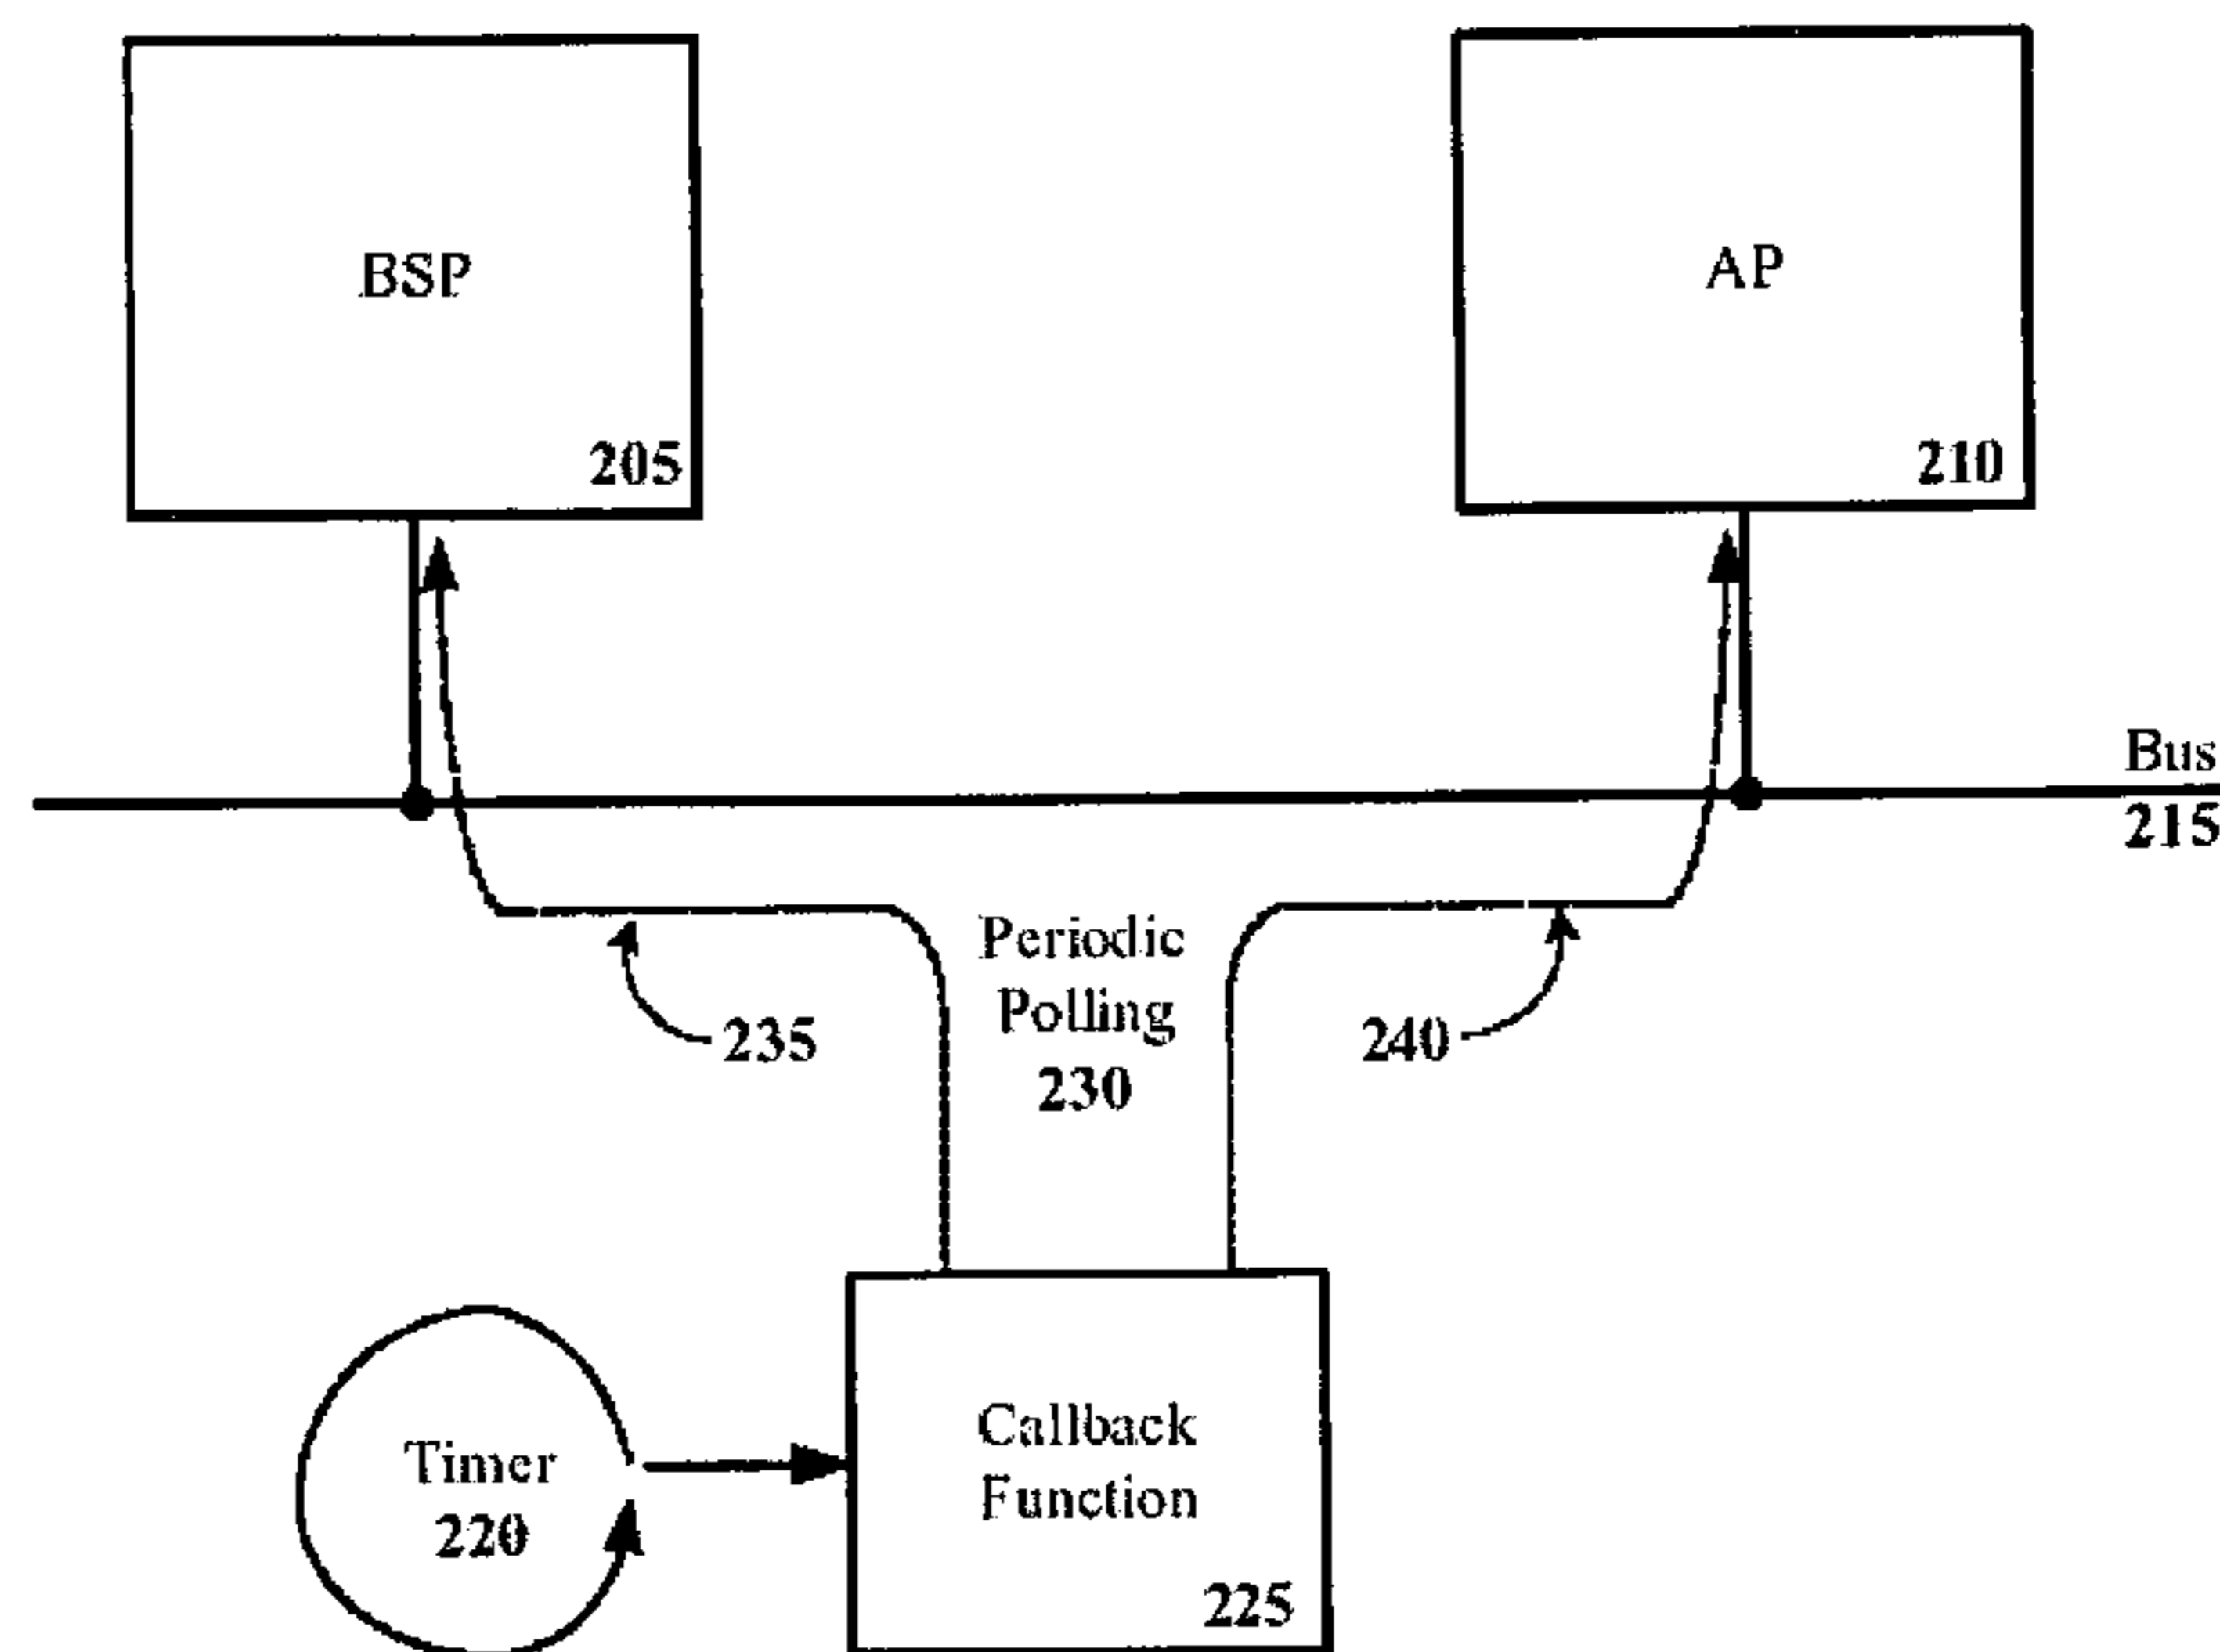 BSP
205
AP
210
Bus
215
Periodic
Polling
230
235
240
Timer
220
Callback
Function
225